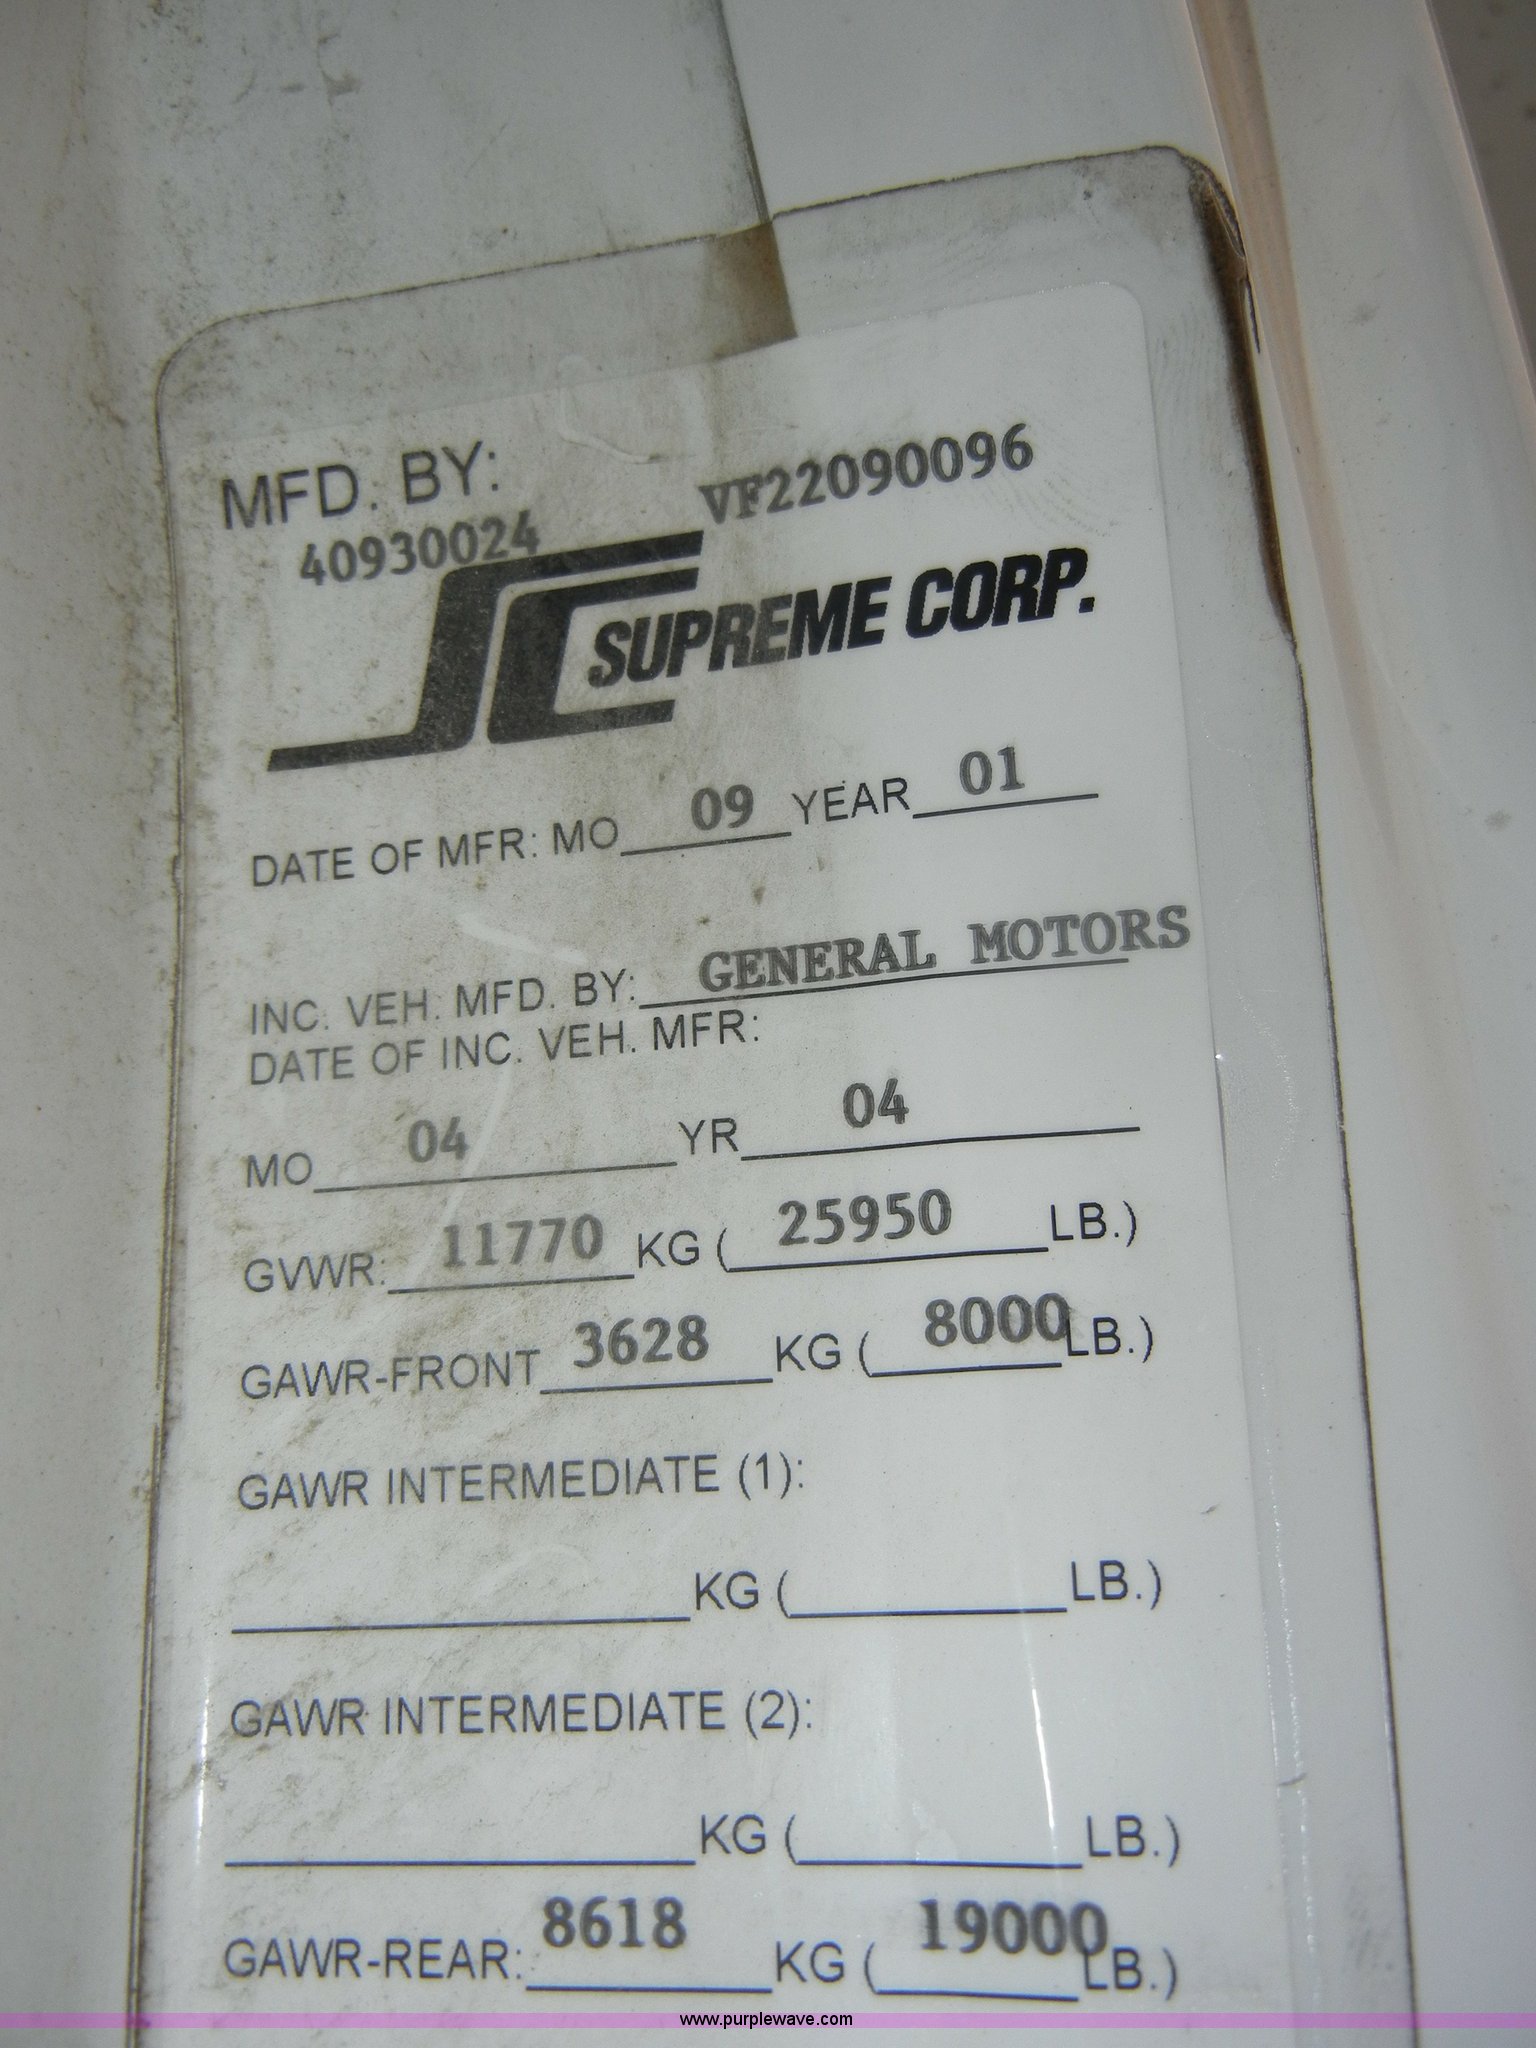 MFD. BY:
VF22090096
40930024
SC SUPREME CORP.
DATE OF MFR: MO 09 YEAR 01
INC. VEH. MFD. BY: GENERAL MOTORS
DATE OF INC. VEH. MFR:
MO 04 YR 04
GVWR: 11770 KG ( 25950 LB.)
GAWR-FRONT 3628 KG ( 8000 LB.)
GAWR INTERMEDIATE (1):
KG ( LB.)
GAWR INTERMEDIATE (2):
KG ( LB.)
GAWR-REAR: 8618 KG ( 19000 LB.)
www.purplewave.com